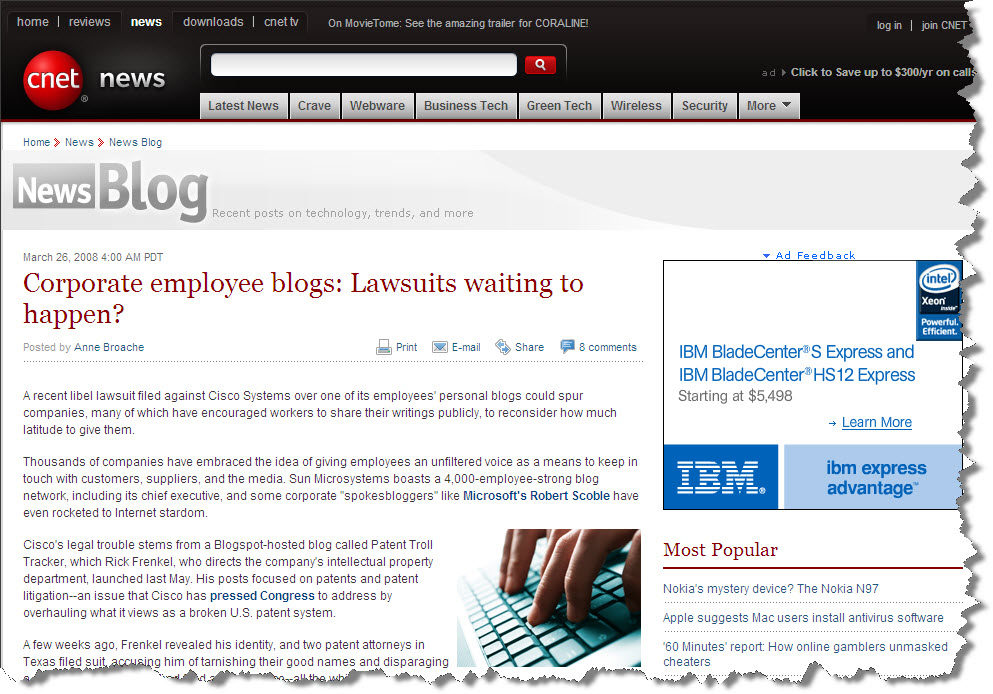 home | reviews news downloads | cnet tv On MovieTome: See the amazing trailer for CORALINE! log in | join CNET
cnet ® news
ad Click to Save up to $300/yr on calls
Latest News Crave Webware Business Tech Green Tech Wireless Security More
Home > News > News Blog
News Blog Recent posts on technology, trends, and more
March 26, 2008 4:00 AM PDT
Corporate employee blogs: Lawsuits waiting to
happen?
Posted by Anne Broache Print E-mail Share 8 comments
A recent libel lawsuit filed against Cisco Systems over one of its employees' personal blogs could spur
companies, many of which have encouraged workers to share their writings publicly, to reconsider how much
latitude to give them.
Thousands of companies have embraced the idea of giving employees an unfiltered voice as a means to keep in
touch with customers, suppliers, and the media. Sun Microsystems boasts a 4,000-employee-strong blog
network, including its chief executive, and some corporate "spokesbloggers" like Microsoft's Robert Scoble have
even rocketed to Internet stardom.
Cisco's legal trouble stems from a Blogspot-hosted blog called Patent Troll
Tracker, which Rick Frenkel, who directs the company's intellectual property
department, launched last May. His posts focused on patents and patent
litigation--an issue that Cisco has pressed Congress to address by
overhauling what it views as a broken U.S. patent system.
A few weeks ago, Frenkel revealed his identity, and two patent attorneys in
Texas filed suit, accusing him of tarnishing their good names and disparaging
Ad Feedback
intel
Xeon
inside™
Powerful.
Efficient.
IBM BladeCenter® S Express and
IBM BladeCenter® HS12 Express
Starting at $5,498
→ Learn More
IBM® ibm express
advantage™
Most Popular
Nokia's mystery device? The Nokia N97
Apple suggests Mac users install antivirus software
'60 Minutes' report: How online gamblers unmasked
cheaters